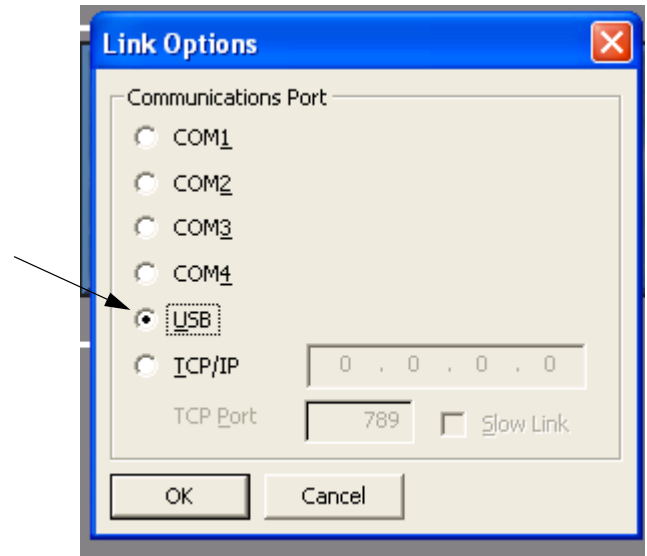 Link Options
Communications Port
COM1
COM2
COM3
COM4
USB
TCP/IP 0 . 0 . 0 . 0
TCP Port 789 Slow Link
OK Cancel